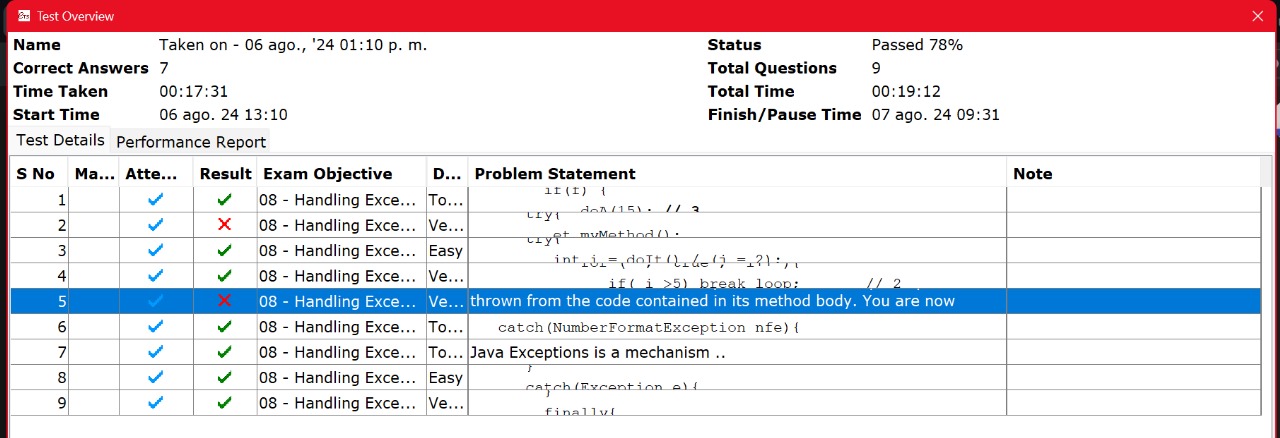 Test Overview
Name Taken on - 06 ago., '24 01:10 p. m. Status Passed 78%
Correct Answers 7 Total Questions 9
Time Taken 00:17:31 Total Time 00:19:12
Start Time 06 ago. 24 13:10 Finish/Pause Time 07 ago. 24 09:31
Test Details Performance Report
S No Ma... Atte... Result Exam Objective D... Problem Statement Note
1 08 - Handling Exce... To... if(f) {
doA(15); // 3
2 08 - Handling Exce... Ve... try{
et.myMethod();
3 08 - Handling Exce... Easy try{
int i = doIt() / (j = 2);
4 08 - Handling Exce... Ve... if( i >5) break loop; // 2
5 08 - Handling Exce... Ve... thrown from the code contained in its method body. You are now
6 08 - Handling Exce... To... catch(NumberFormatException nfe){
7 08 - Handling Exce... To... Java Exceptions is a mechanism ..
8 08 - Handling Exce... Easy }
catch(Exception e){
9 08 - Handling Exce... Ve... }
finally{